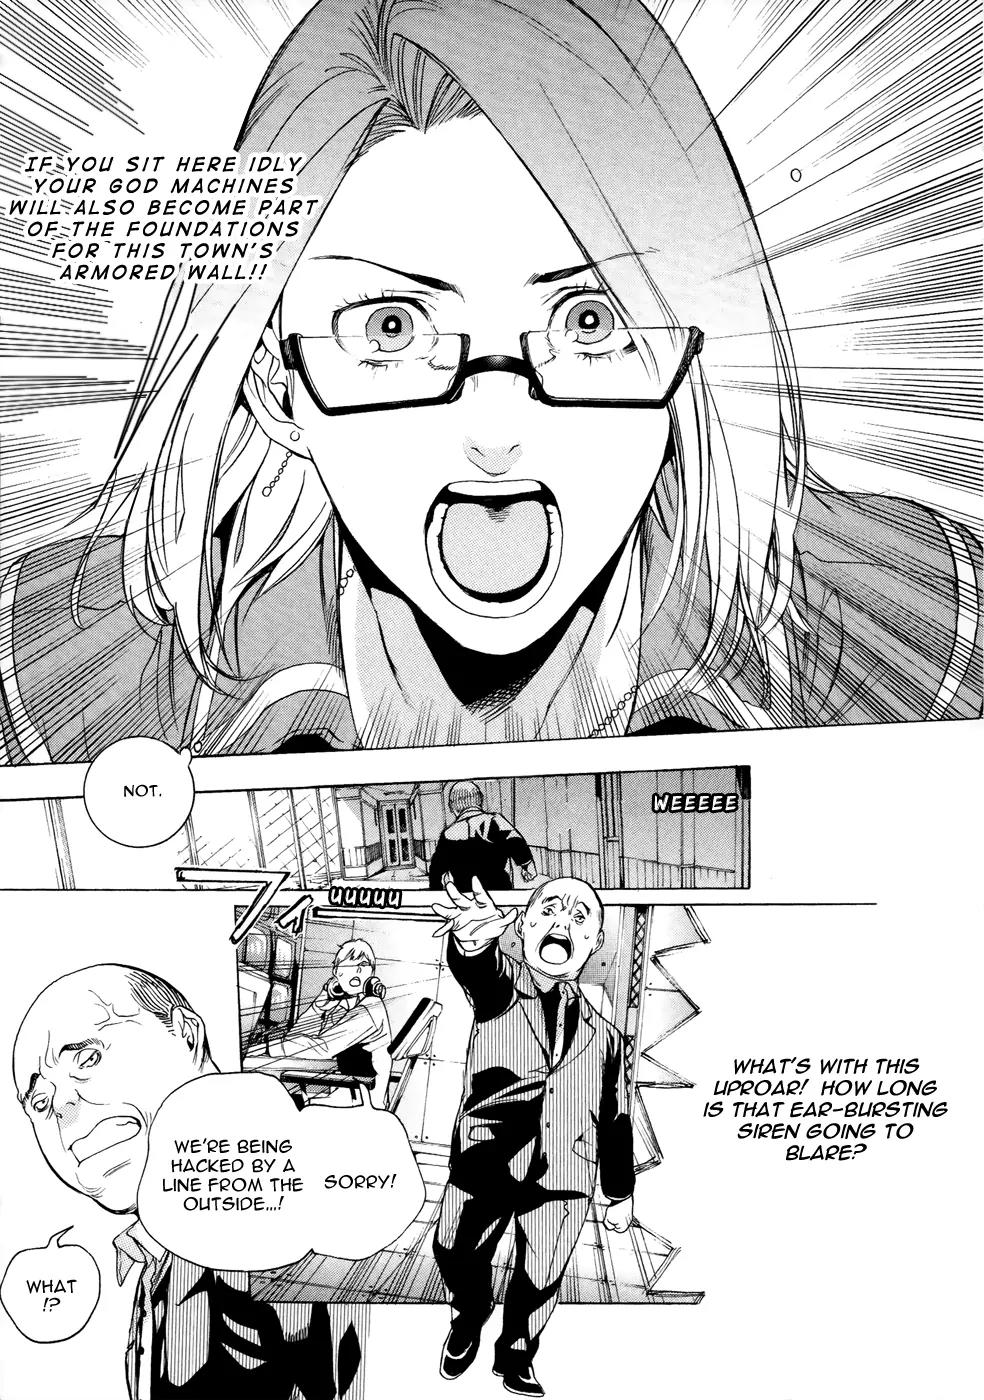 IF YOU SIT HERE IDLY
YOUR GOD MACHINES
WILL ALSO BECOME PART
OF THE FOUNDATIONS
FOR THIS TOWN'S
ARMORED WALL!!
NOT.
WEEEEE
フィ
UUUUU
WHAT'S WITH THIS
UPROAR! HOW LONG
IS THAT EAR-BURSTING
SIREN GOING TO
BLARE?
SORRY!
WE'RE BEING
HACKED BY A
LINE FROM THE
OUTSIDE...!
WHAT
!?